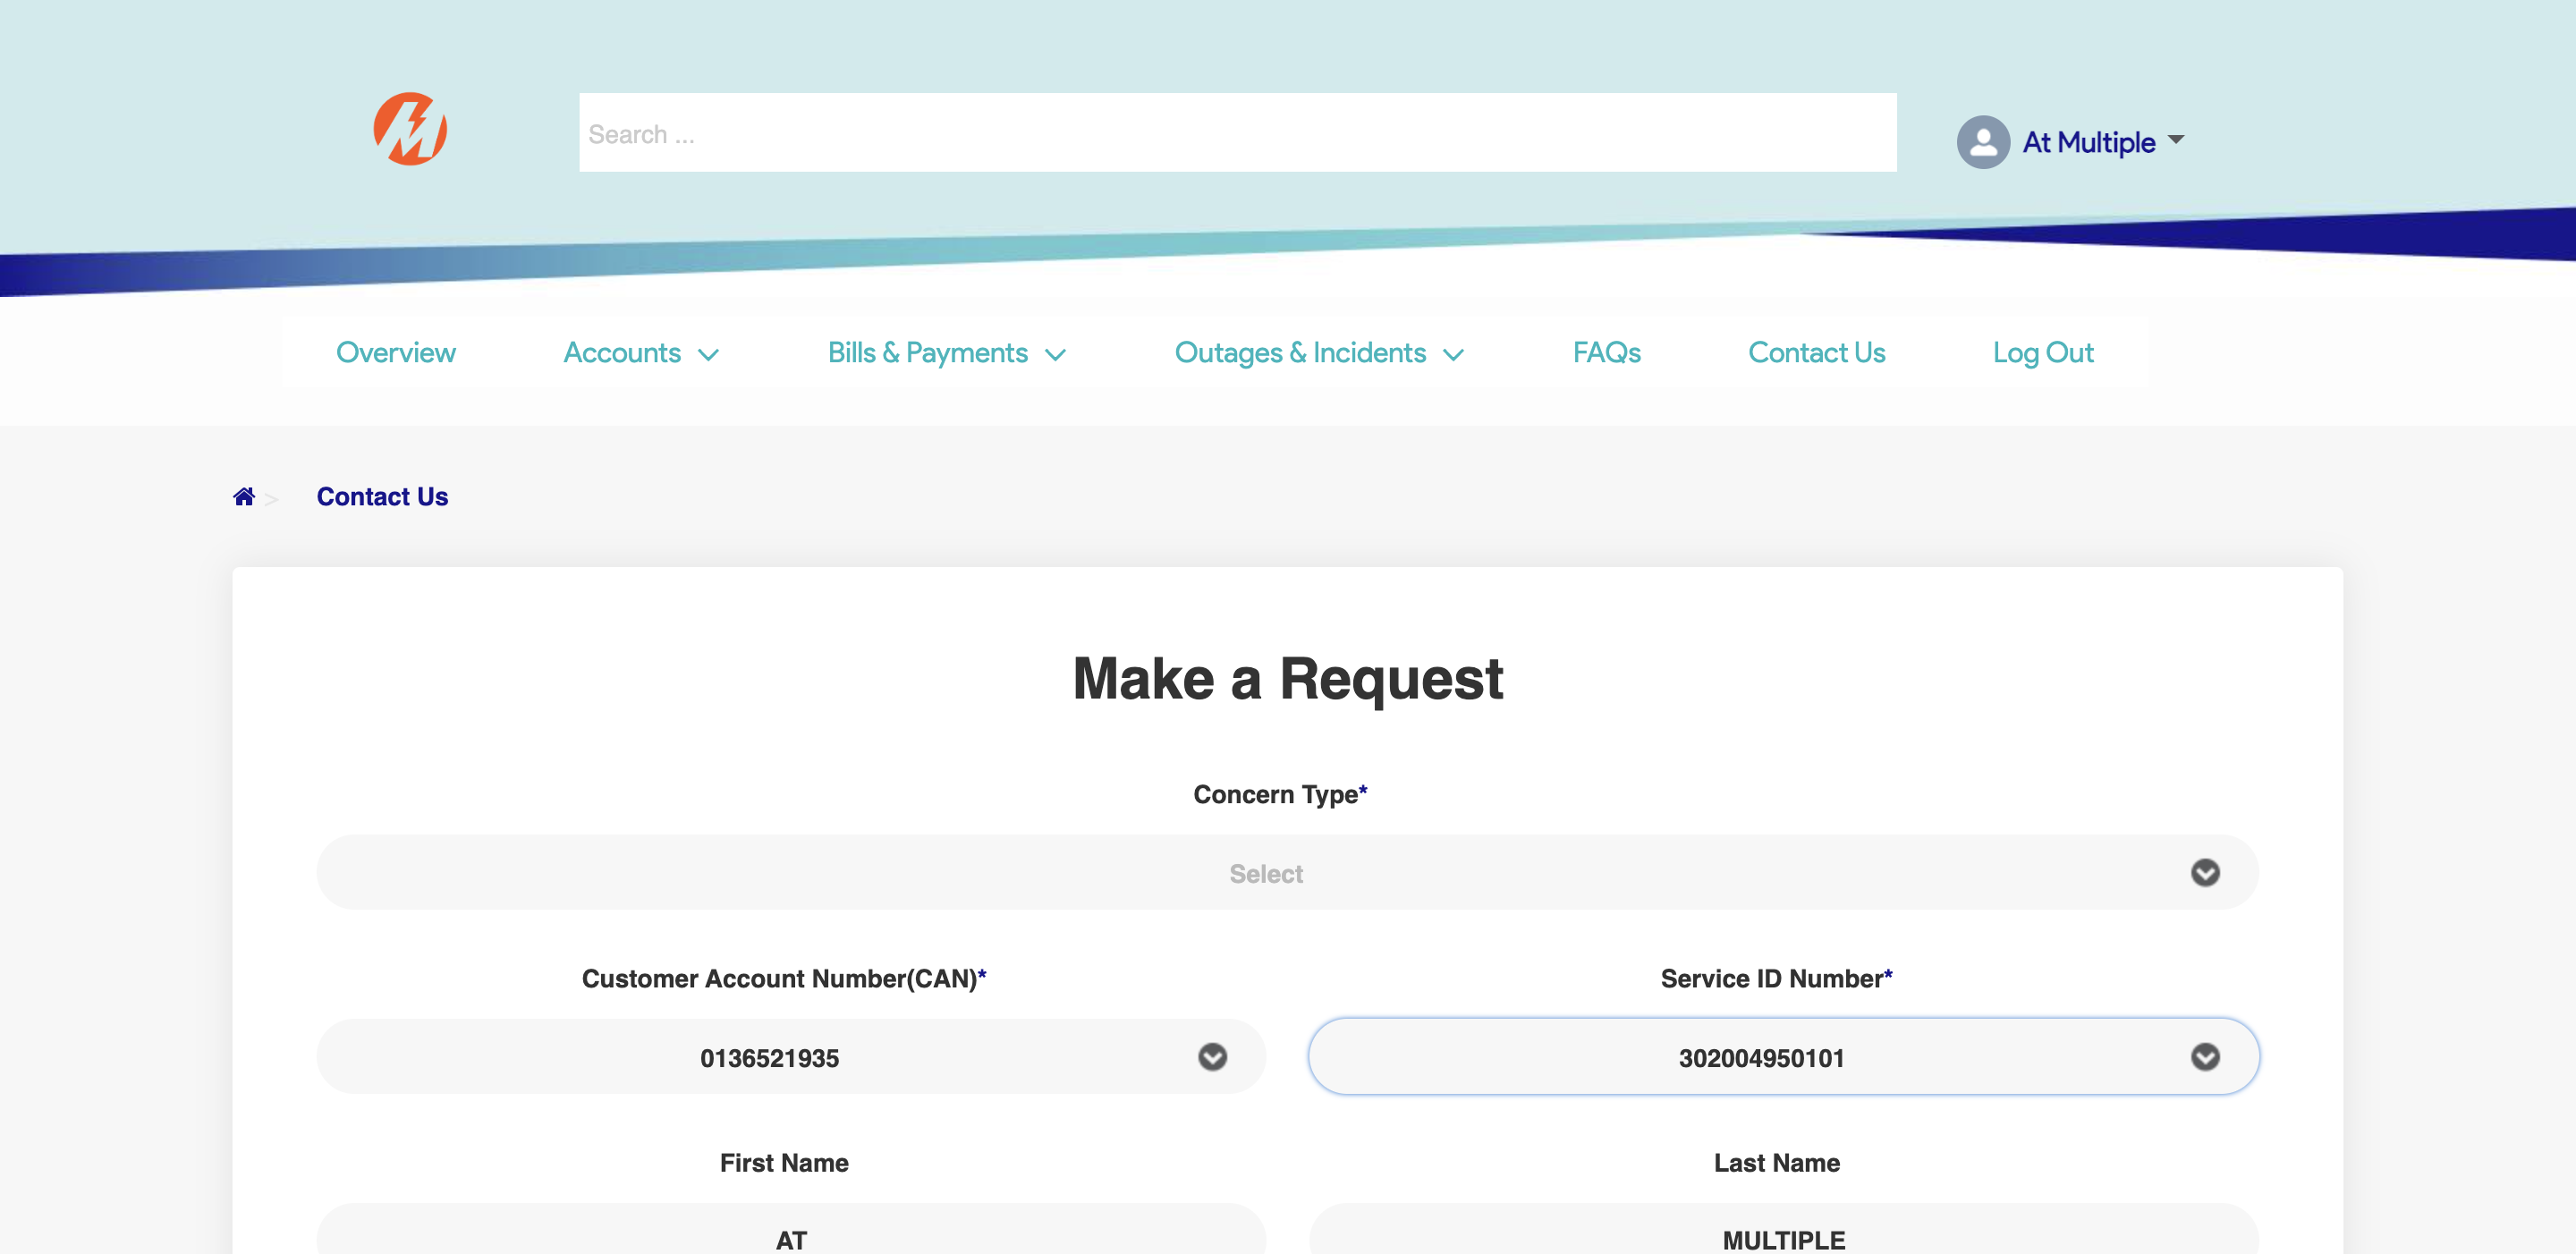 Search ...
At Multiple
Overview Accounts Bills & Payments Outages & Incidents FAQs Contact Us Log Out
> Contact Us
Make a Request
Concern Type*
Select
Customer Account Number(CAN)* Service ID Number*
0136521935 302004950101
First Name Last Name
AT MULTIPLE